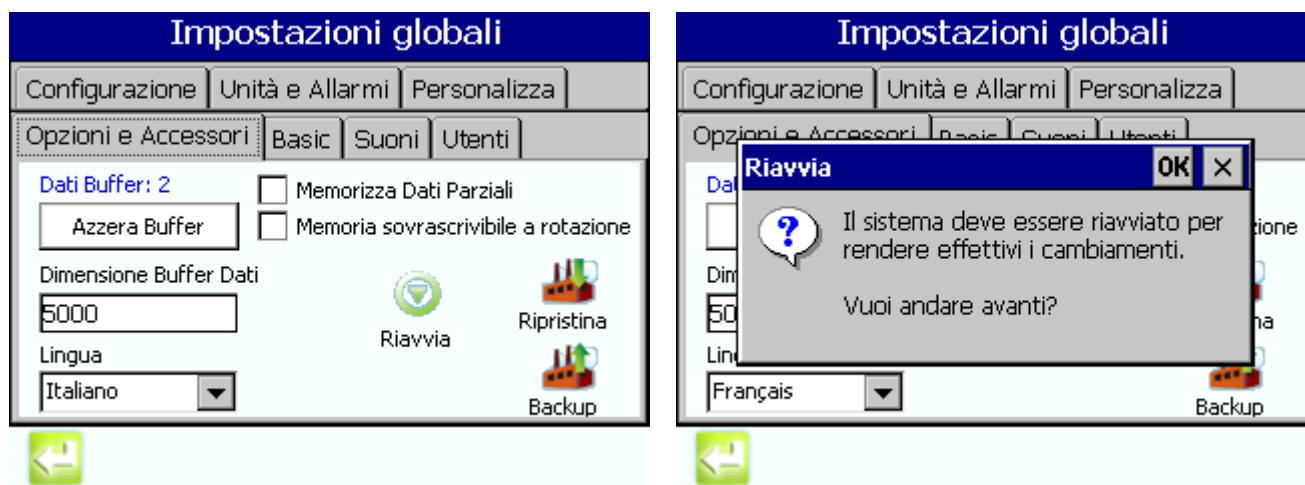 Impostazioni globali
Configurazione Unità e Allarmi Personalizza
Opzioni e Accessori Basic Suoni Utenti
Dati Buffer: 2
Memorizza Dati Parziali
Azzera Buffer
Memoria sovrascrivibile a rotazione
Dimensione Buffer Dati
5000
Riavvia
Ripristina
Lingua
Italiano
Backup
Impostazioni globali
Configurazione Unità e Allarmi Personalizza
Riavvia OK
Il sistema deve essere riavviato per
rendere effettivi i cambiamenti.
Vuoi andare avanti?
Français
Backup